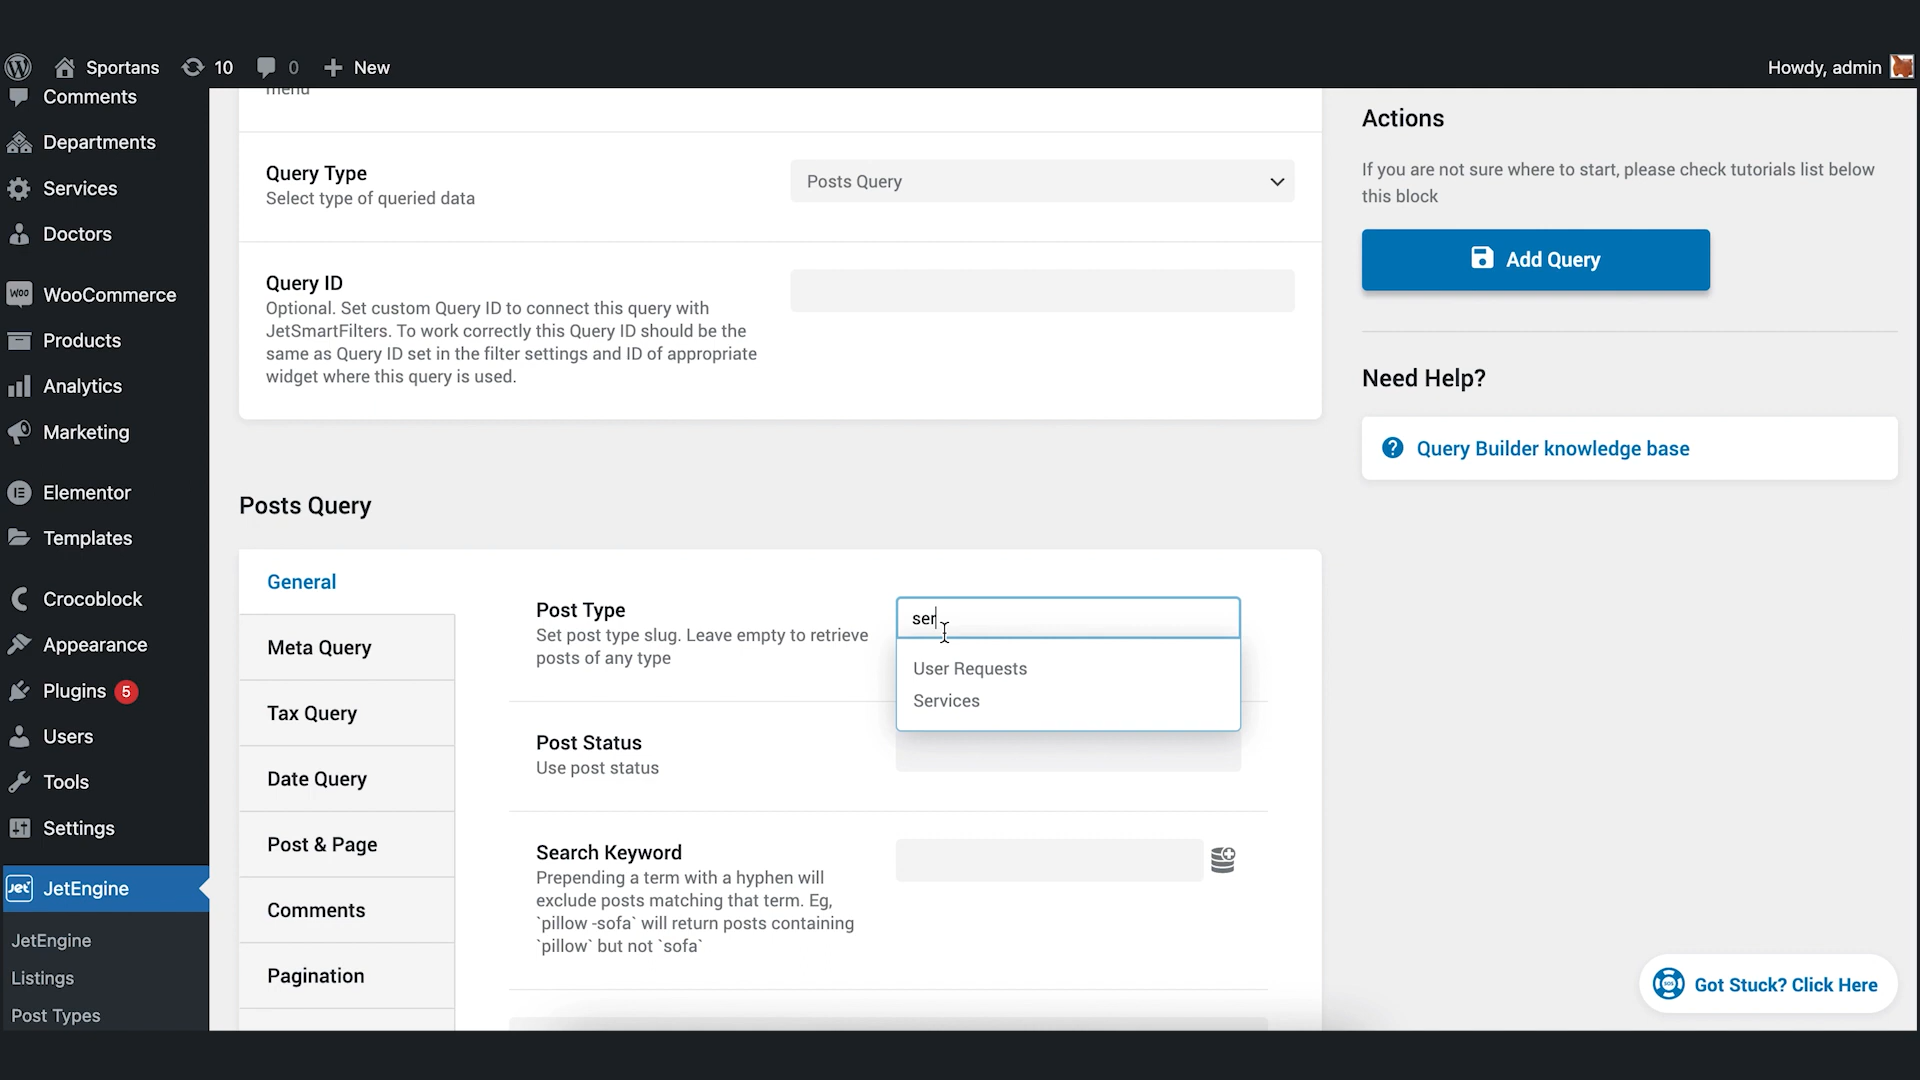 Sportans
10
0
New
Howdy, admin
Comments
Departments
Services
Doctors
Woo
WooCommerce
Products
Analytics
Marketing
Elementor
Templates
Crocoblock
Appearance
Plugins 5
Users
Tools
Settings
Jet
JetEngine
JetEngine
Listings
Post Types
menu
Query Type
Select type of queried data
Posts Query
Query ID
Optional. Set custom Query ID to connect this query with
JetSmartFilters. To work correctly this Query ID should be the
same as Query ID set in the filter settings and ID of appropriate
widget where this query is used.
Posts Query
General
Meta Query
Tax Query
Date Query
Post & Page
Comments
Pagination
Post Type
Set post type slug. Leave empty to retrieve
posts of any type
ser
User Requests
Services
Post Status
Use post status
Search Keyword
Prepending a term with a hyphen will
exclude posts matching that term. Eg,
`pillow -sofa` will return posts containing
`pillow` but not `sofa`
Actions
If you are not sure where to start, please check tutorials list below
this block
Add Query
Need Help?
Query Builder knowledge base
SOS
Got Stuck? Click Here